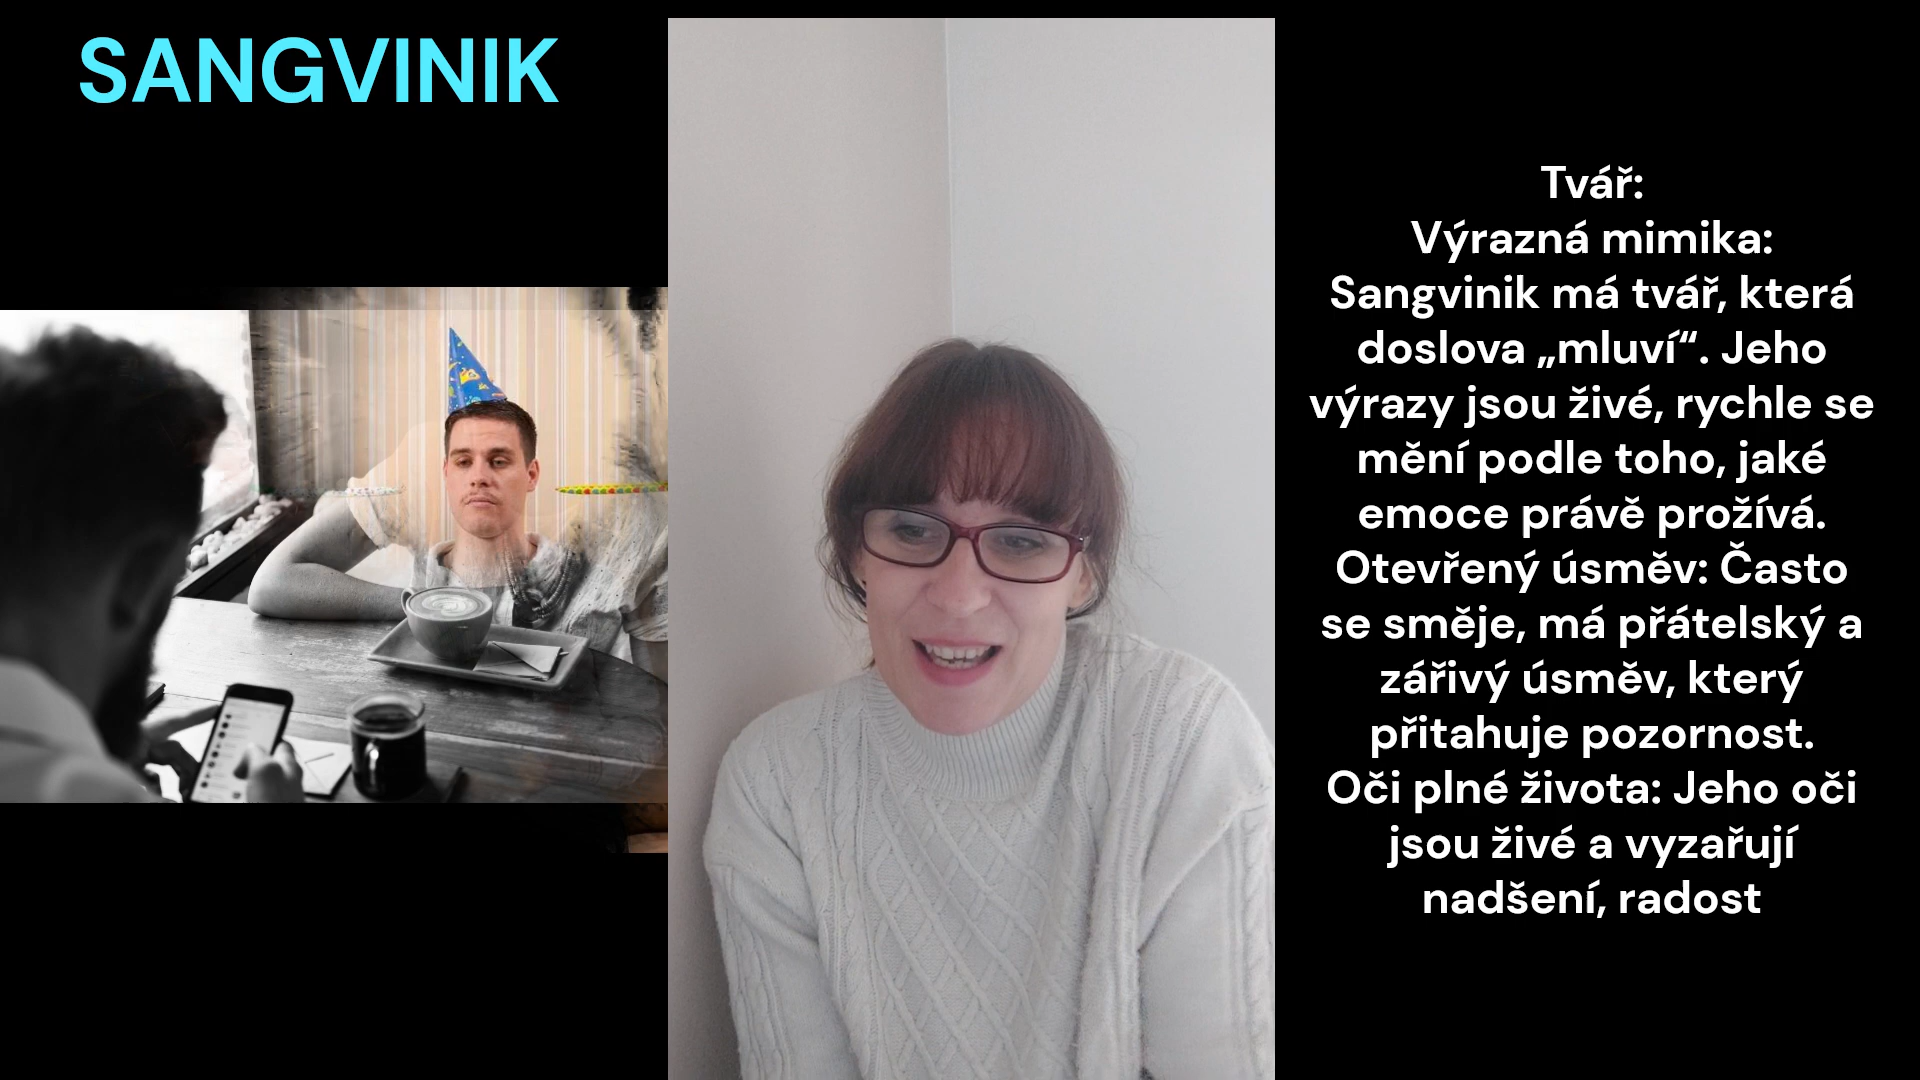 SANGVINIK
Tvář:
Výrazná mimika:
Sangvinik má tvář, která
doslova „mluví“. Jeho
výrazy jsou živé, rychle se
mění podle toho, jaké
emoce právě prožívá.
Otevřený úsměv: Často
se směje, má přátelský a
zářivý úsměv, který
přitahuje pozornost.
Oči plné života: Jeho oči
jsou živé a vyzařují
nadšení, radost